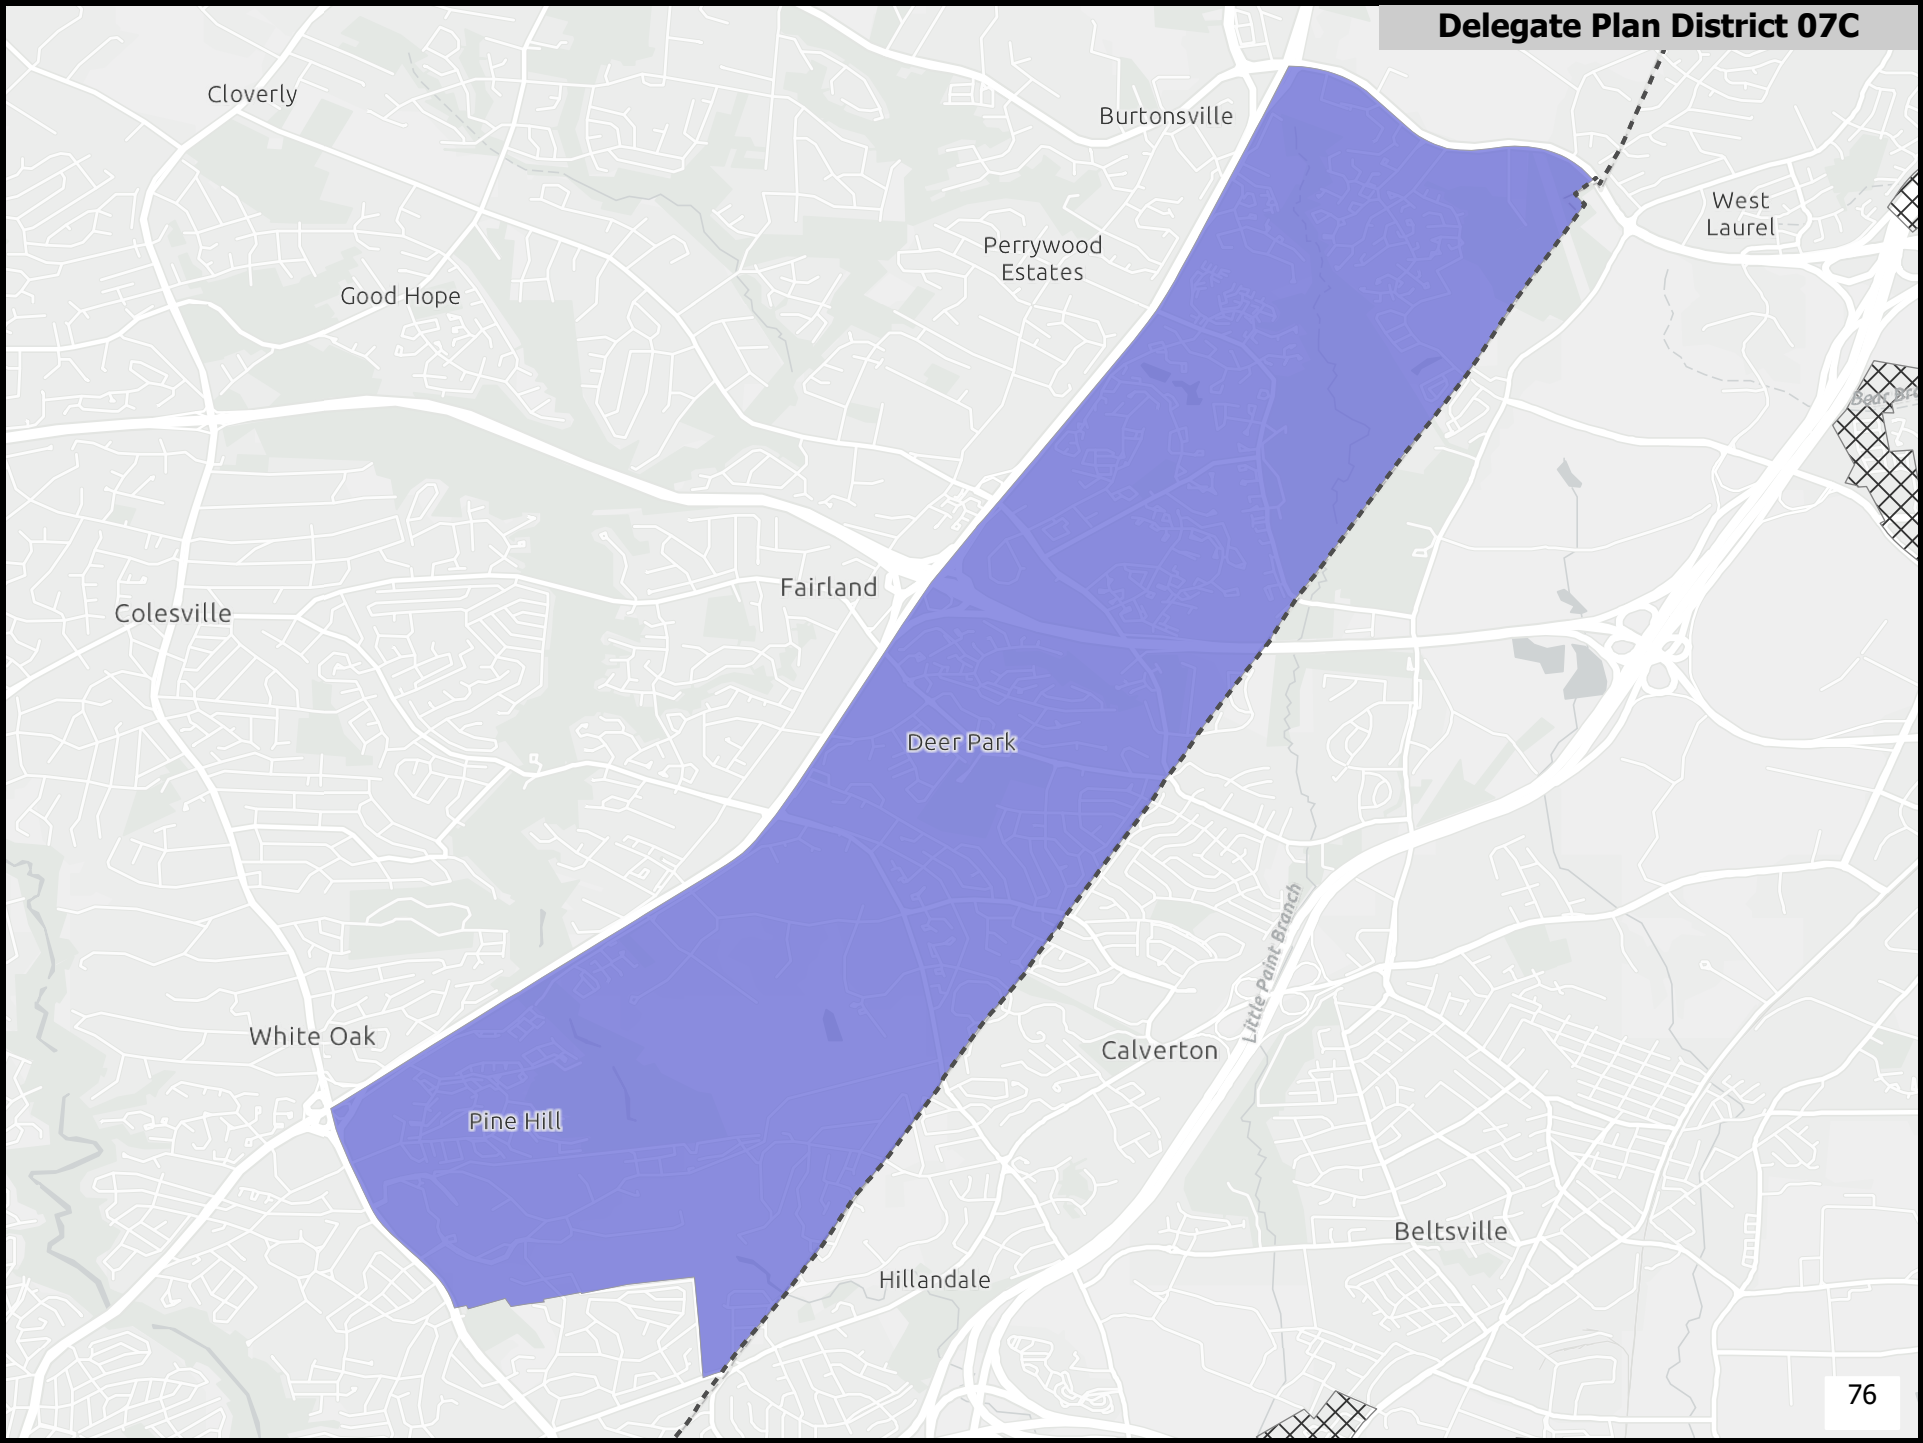 Delegate Plan District 07C
Cloverly
Burtonsville
West
Laurel
Perrywood
Estates
Good Hope
Fairland
Colesville
Deer Park
Little Paint Branch
White Oak
Calverton
Pine Hill
Beltsville
Hillandale
76